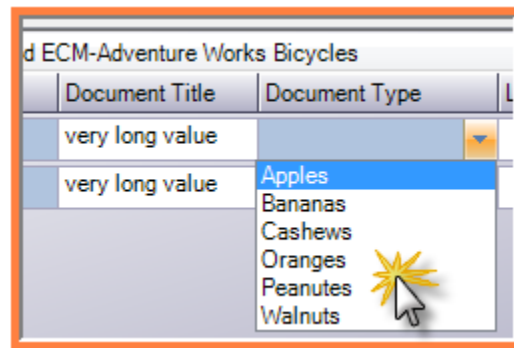 d ECM-Adventure Works Bicycles
Document Title Document Type L
very long value
very long value
Apples
Bananas
Cashews
Oranges
Peanutes
Walnuts